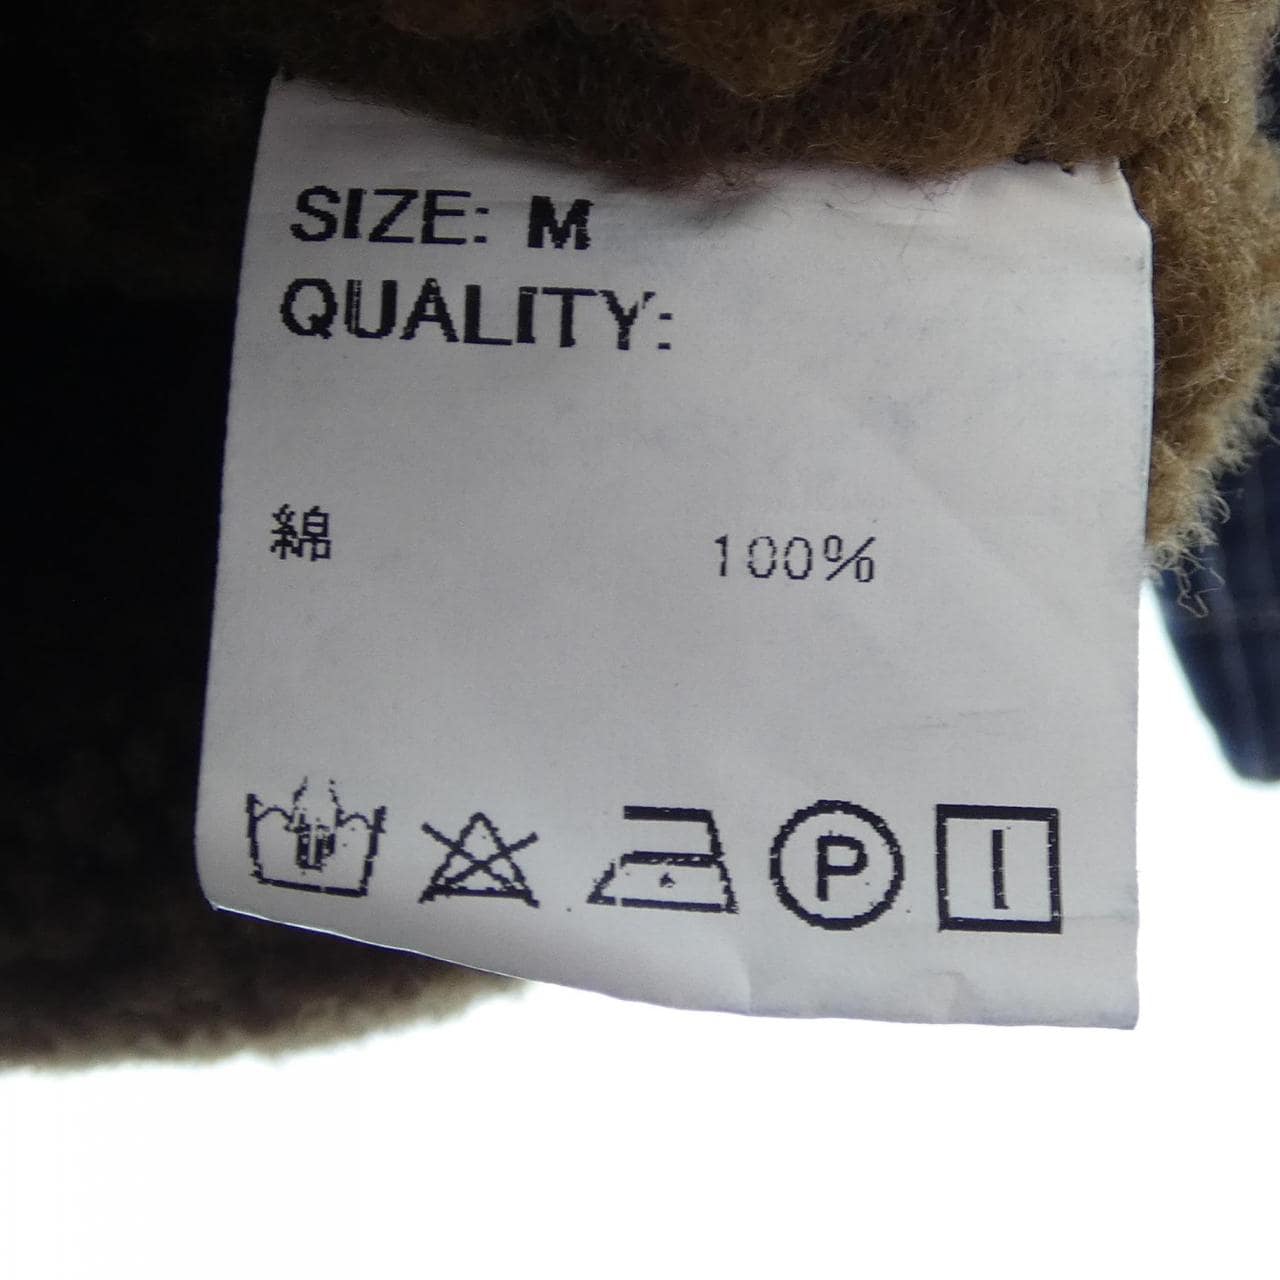 SIZE: M
QUALITY:
綿 100%
P